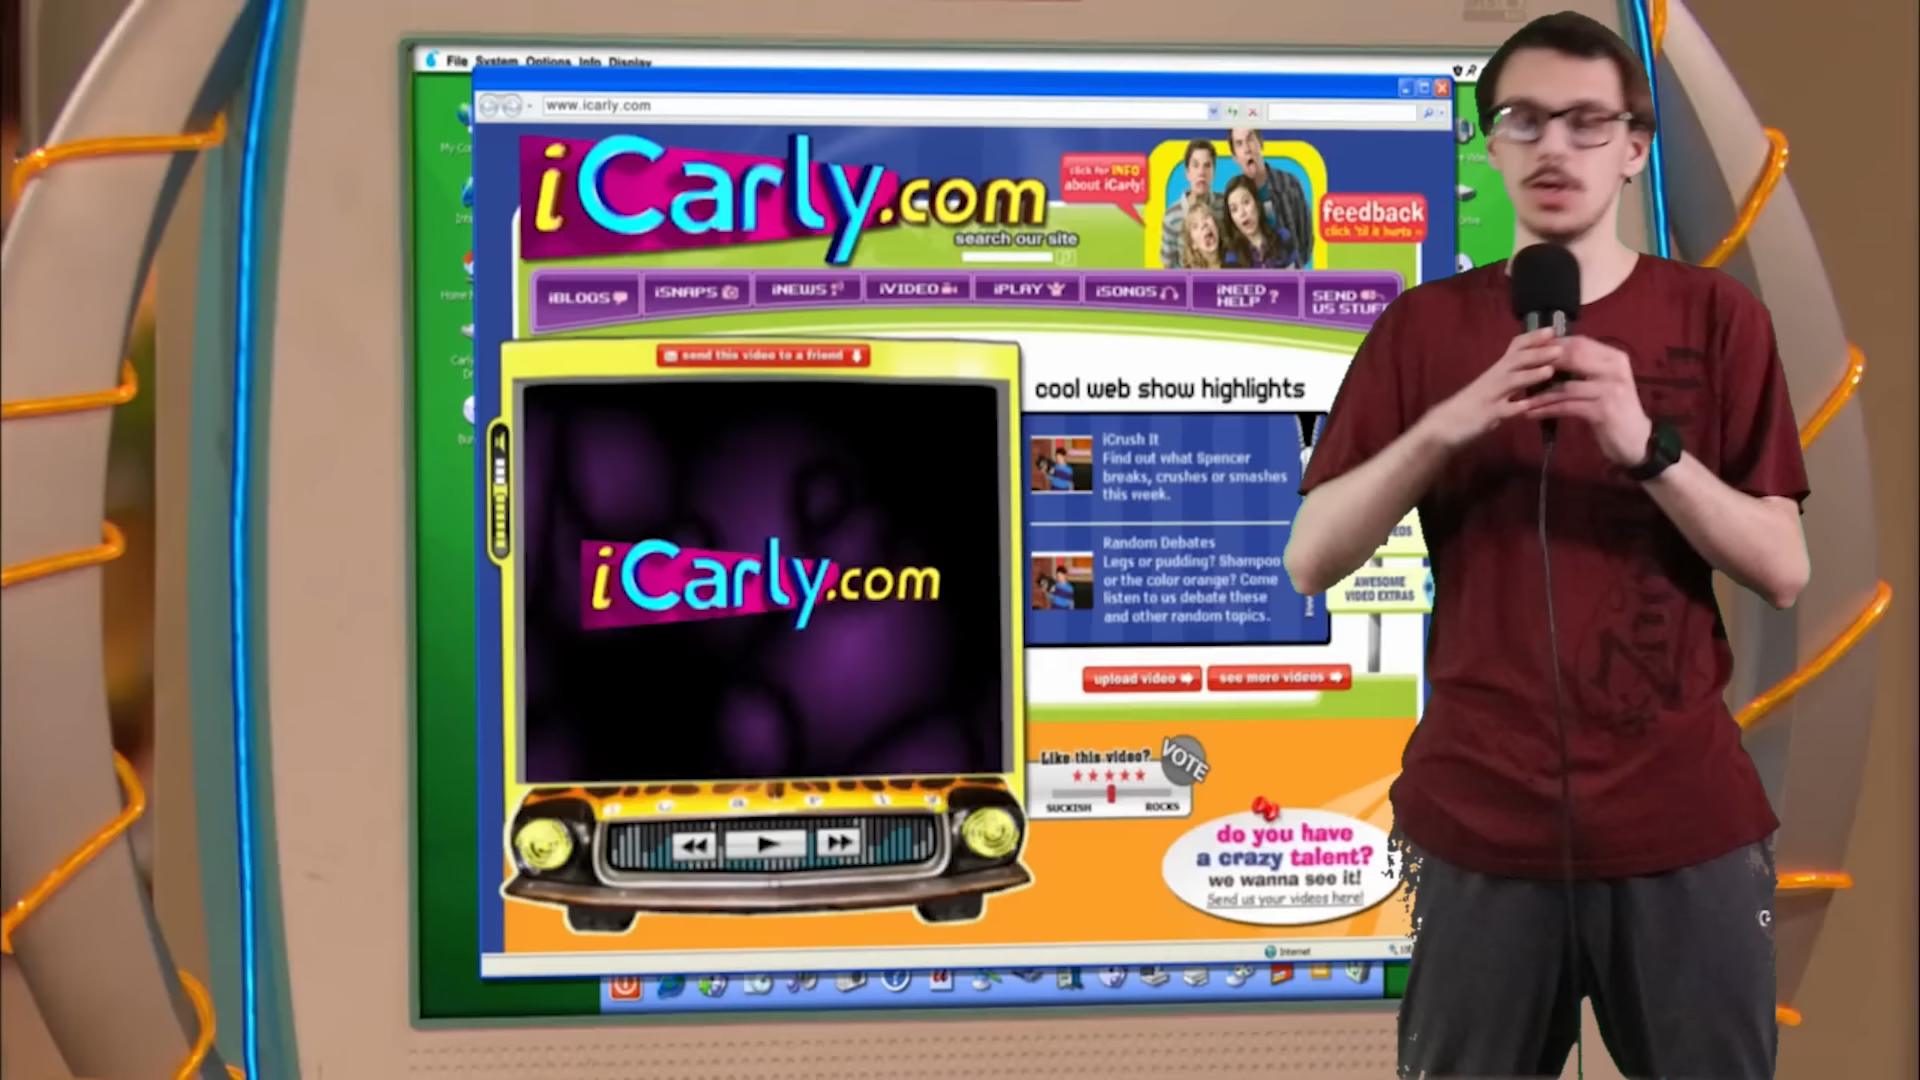 File System Options Info Display
www.icarly.com
iCarly.com
click for INFO
about iCarly!
feedback
click 'til it hurts
search our site
iBLOGS
iSNAPS
iNEWS
iVIDEO
iPLAY
iSONGS
iNEED
HELP ?
SEND
US STUF
send this video to a friend
cool web show highlights
iCrush It
Find out what Spencer
breaks, crushes or smashes
this week.
Random Debates
Legs or pudding? Shampoo
or the color orange? Come
listen to us debate these
and other random topics.
iCarly.com
AWESOME
VIDEO EXTRAS
upload video
see more videos
Like this video?
VOTE
SUCKISH
ROCKS
do you have
a crazy talent?
we wanna see it!
Send us your videos here!
Internet